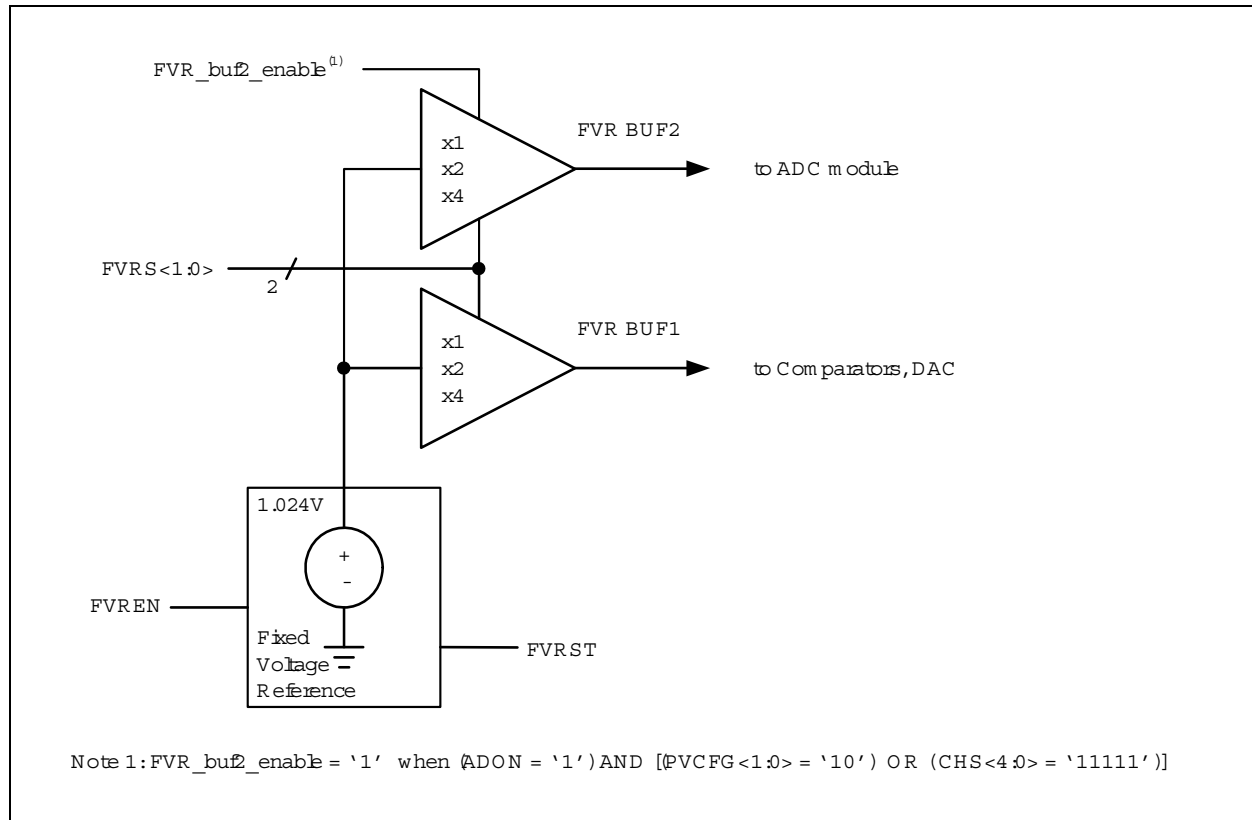 FVR_buf2_enable(1)
x1
x2
x4
FVR BUF2
to ADC module
FVRS<1:0>
2
x1
x2
x4
FVR BUF1
to Comparators, DAC
1.024V
+
-
FVREN
Fixed
Voltage
Reference
FVRST
Note 1: FVR_buf2_enable = ‘1’ when (ADON = ‘1’) AND [(PVCFG<1:0> = ‘10’) OR (CHS<4:0> = ‘11111’)]